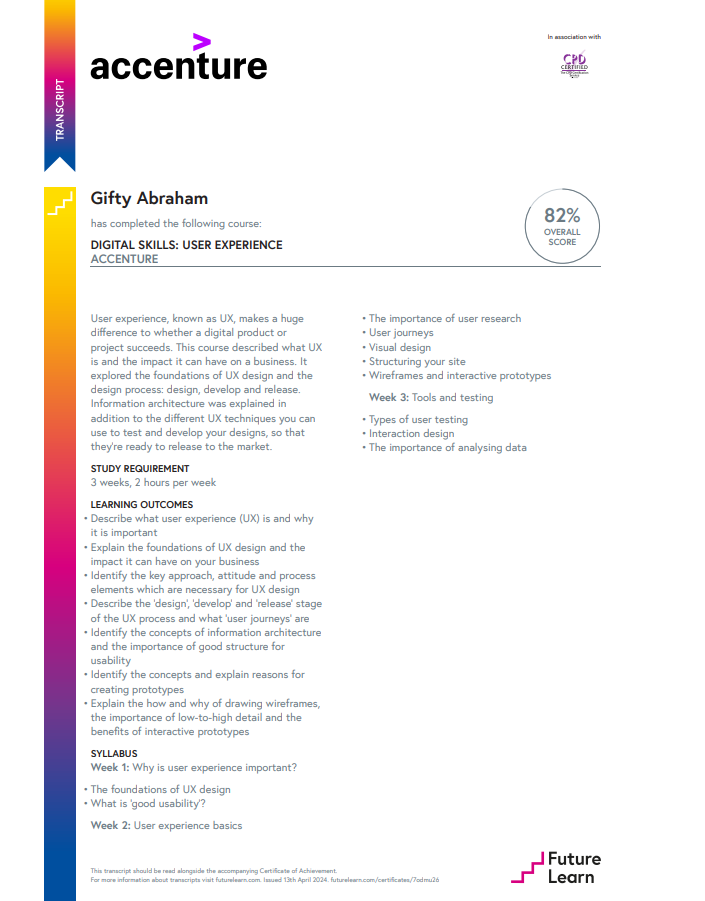 TRANSCRIPT
accenture
In association with
CPD
CERTIFIED
Gifty Abraham
has completed the following course:
DIGITAL SKILLS: USER EXPERIENCE
ACCENTURE
82%
OVERALL
SCORE
User experience, known as UX, makes a huge
difference to whether a digital product or
project succeeds. This course described what UX
is and the impact it can have on a business. It
explored the foundations of UX design and the
design process: design, develop and release.
Information architecture was explained in
addition to the different UX techniques you can
use to test and develop your designs, so that
they're ready to release to the market.
STUDY REQUIREMENT
3 weeks, 2 hours per week
LEARNING OUTCOMES
• Describe what user experience (UX) is and why
it is important
• Explain the foundations of UX design and the
impact it can have on your business
• Identify the key approach, attitude and process
elements which are necessary for UX design
• Describe the 'design', 'develop' and 'release' stage
of the UX process and what 'user journeys' are
• Identify the concepts of information architecture
and the importance of good structure for
usability
• Identify the concepts and explain reasons for
creating prototypes
• Explain the how and why of drawing wireframes,
the importance of low-to-high detail and the
benefits of interactive prototypes
SYLLABUS
Week 1: Why is user experience important?
• The foundations of UX design
• What is 'good usability'?
Week 2: User experience basics
• The importance of user research
• User journeys
• Visual design
• Structuring your site
• Wireframes and interactive prototypes
Week 3: Tools and testing
• Types of user testing
• Interaction design
• The importance of analysing data
This transcript should be read alongside the accompanying Certificate of Achievement.
For more information about transcripts visit futurelearn.com. Issued 13th April 2024. futurelearn.com/certificates/7odmu26
Future
Learn